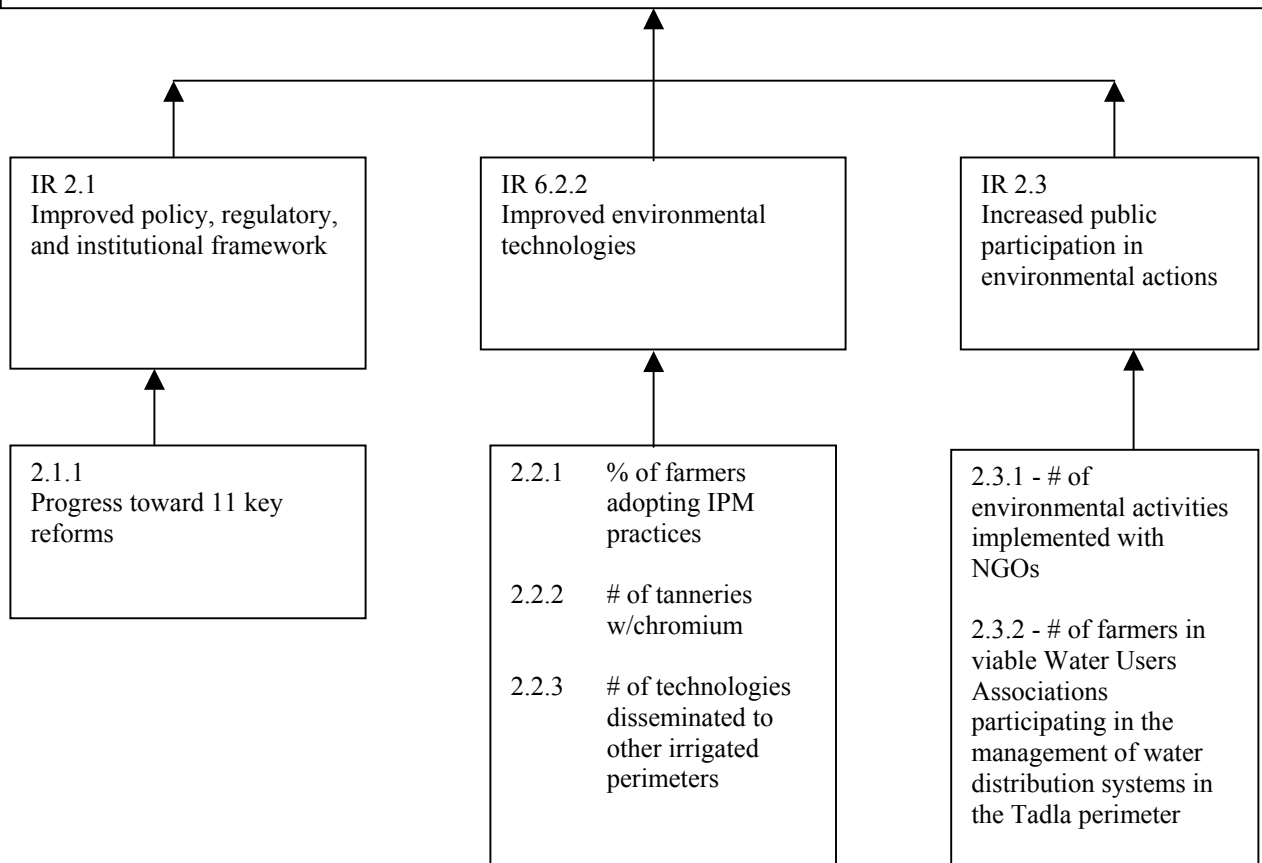 IR 2.1
Improved policy, regulatory,
and institutional framework
IR 6.2.2
Improved environmental
technologies
IR 2.3
Increased public
participation in
environmental actions
2.1.1
Progress toward 11 key
reforms
2.2.1 % of farmers
adopting IPM
practices
2.2.2 # of tanneries
w/chromium
2.2.3 # of technologies
disseminated to
other irrigated
perimeters
2.3.1 - # of
environmental activities
implemented with
NGOs
2.3.2 - # of farmers in
viable Water Users
Associations
participating in the
management of water
distribution systems in
the Tadla perimeter